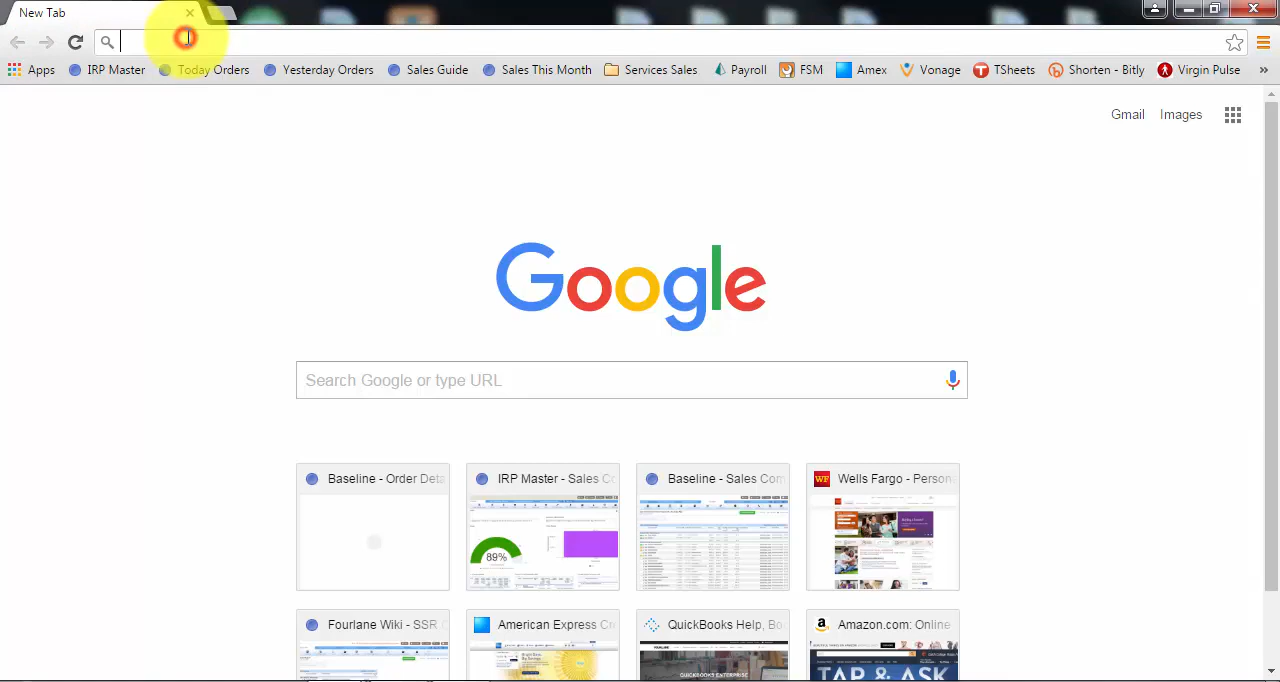 New Tab
Apps IRP Master Today Orders Yesterday Orders Sales Guide Sales This Month Services Sales Payroll FSM Amex Vonage TSheets Shorten - Bitly Virgin Pulse »
Gmail Images
Google
Search Google or type URL
Baseline - Order Deta IRP Master - Sales Co Baseline - Sales Com Wells Fargo - Person
89%
Fourlane Wiki - SSR American Express Cr QuickBooks Help, Bo Amazon.com: Online
QUICKBOOKS ENTERPRISE
TAP & ASK